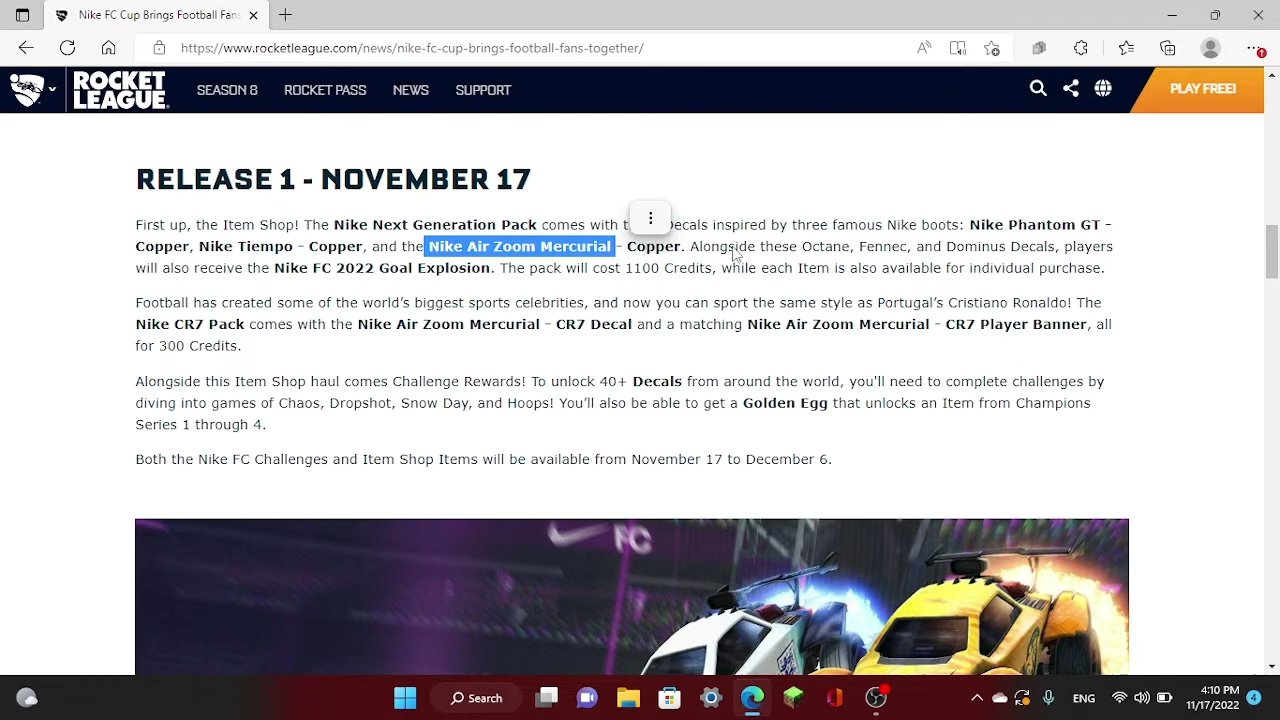 Nike FC Cup Brings Football Fans
https://www.rocketleague.com/news/nike-fc-cup-brings-football-fans-together/
ROCKET LEAGUE
SEASON 8
ROCKET PASS
NEWS
SUPPORT
PLAY FREE!
RELEASE 1 - NOVEMBER 17
First up, the Item Shop! The Nike Next Generation Pack comes with Decals inspired by three famous Nike boots: Nike Phantom GT –
Copper, Nike Tiempo – Copper, and the Nike Air Zoom Mercurial – Copper. Alongside these Octane, Fennec, and Dominus Decals, players
will also receive the Nike FC 2022 Goal Explosion. The pack will cost 1100 Credits, while each Item is also available for individual purchase.
Football has created some of the world's biggest sports celebrities, and now you can sport the same style as Portugal's Cristiano Ronaldo! The
Nike CR7 Pack comes with the Nike Air Zoom Mercurial – CR7 Decal and a matching Nike Air Zoom Mercurial – CR7 Player Banner, all
for 300 Credits.
Alongside this Item Shop haul comes Challenge Rewards! To unlock 40+ Decals from around the world, you'll need to complete challenges by
diving into games of Chaos, Dropshot, Snow Day, and Hoops! You'll also be able to get a Golden Egg that unlocks an Item from Champions
Series 1 through 4.
Both the Nike FC Challenges and Item Shop Items will be available from November 17 to December 6.
FC
Search
ENG
4:10 PM
11/17/2022
4